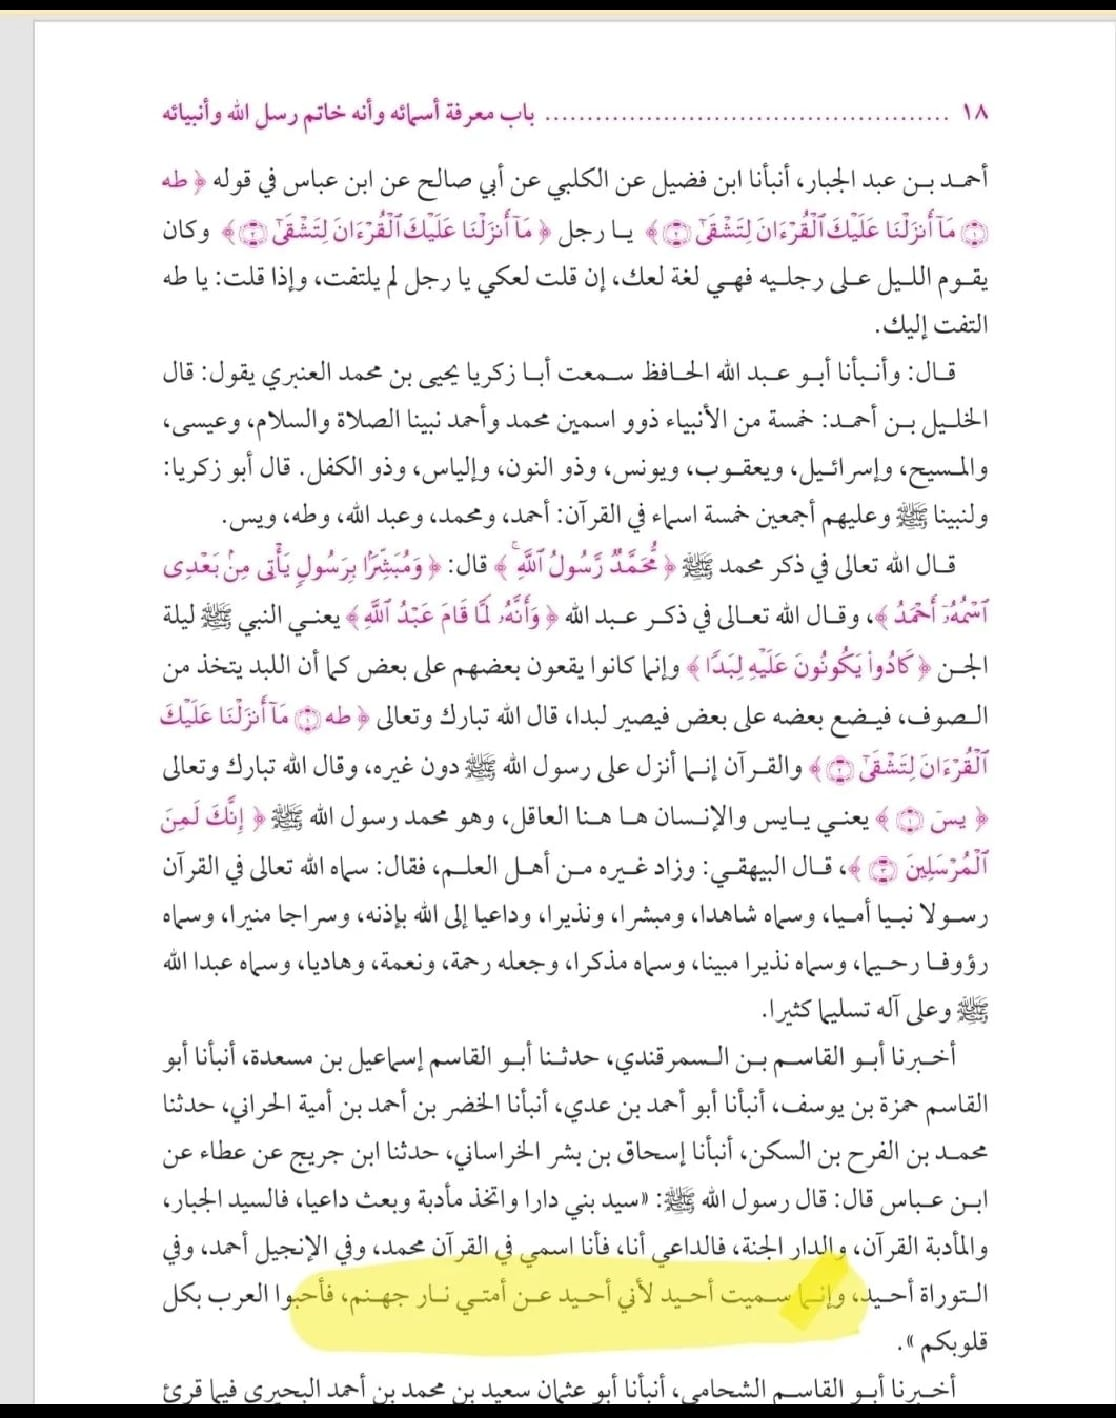 ١٨ ................................................ باب معرفة أسمائه وأنه خاتم رسل الله وأنبيائه
أحمد بن عبد الجبار، أنبأنا ابن فضيل عن الكلبي عن أبي صالح عن ابن عباس في قوله ﴿ طه
۝١ مَآ أَنزَلۡنَا عَلَيۡكَ ٱلۡقُرۡءَانَ لِتَشۡقَىٰٓ ۝٢ ﴾ يا رجل ﴿ مَآ أَنزَلۡنَا عَلَيۡكَ ٱلۡقُرۡءَانَ لِتَشۡقَىٰٓ ۝٢ ﴾ وكان
يقوم الليل على رجليه فهي لغة لعك، إن قلت لعكي يا رجل لم يلتفت، وإذا قلت: يا طه
التفت إليك.
قال: وأنبأنا أبو عبد الله الحافظ سمعت أبا زكريا يحيى بن محمد العنبري يقول: قال
الخليل بن أحمد: خمسة من الأنبياء ذوو اسمين محمد وأحمد نبينا الصلاة والسلام، وعيسى،
والمسيح، وإسرائيل، ويعقوب، ويونس، وذو النون، وإلياس، وذو الكفل. قال أبو زكريا:
ولنبينا ﷺ وعليهم أجمعين خمسة اسماء في القرآن: أحمد، ومحمد، وعبد الله، وطه، ويس.
قال الله تعالى في ذكر محمد ﷺ ﴿ مُّحَمَّدٞ رَّسُولُ ٱللَّهِۚ ﴾ قال: ﴿ وَمُبَشِّرَۢا بِرَسُولٖ يَأۡتِي مِنۢ بَعۡدِي
ٱسۡمُهُۥٓ أَحۡمَدُ ﴾، وقال الله تعالى في ذكر عبد الله ﴿ وَأَنَّهُۥ لَمَّا قَامَ عَبۡدُ ٱللَّهِ ﴾ يعني النبي ﷺ ليلة
الجن ﴿ كَادُواْ يَكُونُونَ عَلَيۡهِ لِبَدٗا ﴾ وإنما كانوا يقعون بعضهم على بعض كما أن اللبد يتخذ من
الصوف، فيضع بعضه على بعض فيصير لبدا، قال الله تبارك وتعالى ﴿ طه ۝١ مَآ أَنزَلۡنَا عَلَيۡكَ
ٱلۡقُرۡءَانَ لِتَشۡقَىٰٓ ۝٢ ﴾ والقرآن إنما أنزل على رسول الله ﷺ دون غيره، وقال الله تبارك وتعالى
﴿ يسٓ ۝١ ﴾ يعني يايس والإنسان ها هنا العاقل، وهو محمد رسول الله ﷺ ﴿ إِنَّكَ لَمِنَ
ٱلۡمُرۡسَلِينَ ۝٣ ﴾، قال البيهقي: وزاد غيره من أهل العلم، فقال: سماه الله تعالى في القرآن
رسولا نبيا أميا، وسماه شاهدا، ومبشرا، ونذيرا، وداعيا إلى الله بإذنه، وسراجا منيرا، وسماه
رؤوفا رحيما، وسماه نذيرا مبينا، وسماه مذكرا، وجعله رحمة، ونعمة، وهاديا، وسماه عبدا الله
ﷺ وعلى آله تسليما كثيرا.
أخبرنا أبو القاسم بن السمرقندي، حدثنا أبو القاسم إسماعيل بن مسعدة، أنبأنا أبو
القاسم حمزة بن يوسف، أنبأنا أبو أحمد بن عدي، أنبأنا الخضر بن أحمد بن أمية الحراني، حدثنا
محمد بن الفرح بن السكن، أنبأنا إسحاق بن بشر الخراساني، حدثنا ابن جريج عن عطاء عن
ابن عباس قال: قال رسول الله ﷺ: «سيد بني دارا واتخذ مأدبة وبعث داعيا، فالسيد الجبار،
والمأدبة القرآن، والدار الجنة، فالداعي أنا، فأنا اسمي في القرآن محمد، وفي الإنجيل أحمد، وفي
التوراة أحيد، وإنما سميت أحيد لأني أحيد عن أمتي نار جهنم، فأحبوا العرب بكل
قلوبكم».
أخبرنا أبو القاسم الشحامي، أنبأنا أبو عثمان سعيد بن محمد بن أحمد البحيري فيما قرئ